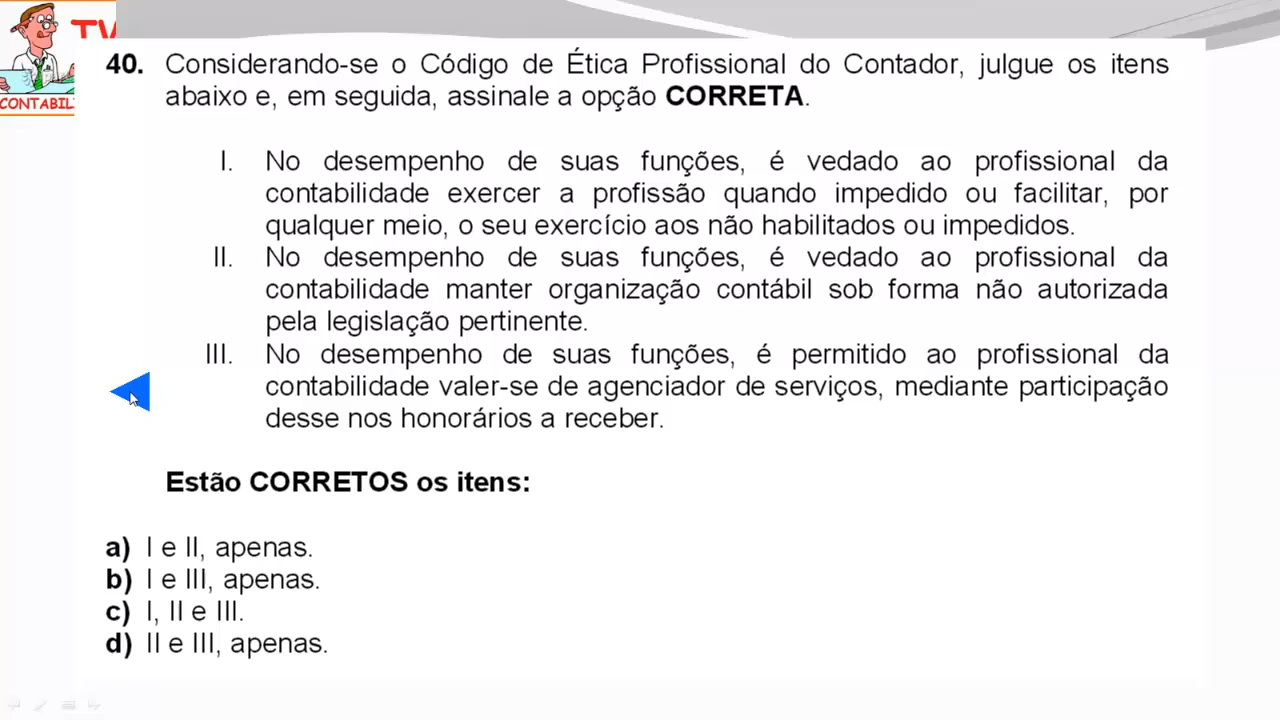 TV
CONTABIL
40. Considerando-se o Código de Ética Profissional do Contador, julgue os itens
abaixo e, em seguida, assinale a opção CORRETA.
I. No desempenho de suas funções, é vedado ao profissional da
contabilidade exercer a profissão quando impedido ou facilitar, por
qualquer meio, o seu exercício aos não habilitados ou impedidos.
II. No desempenho de suas funções, é vedado ao profissional da
contabilidade manter organização contábil sob forma não autorizada
pela legislação pertinente.
III. No desempenho de suas funções, é permitido ao profissional da
contabilidade valer-se de agenciador de serviços, mediante participação
desse nos honorários a receber.
Estão CORRETOS os itens:
a) I e II, apenas.
b) I e III, apenas.
c) I, II e III.
d) II e III, apenas.